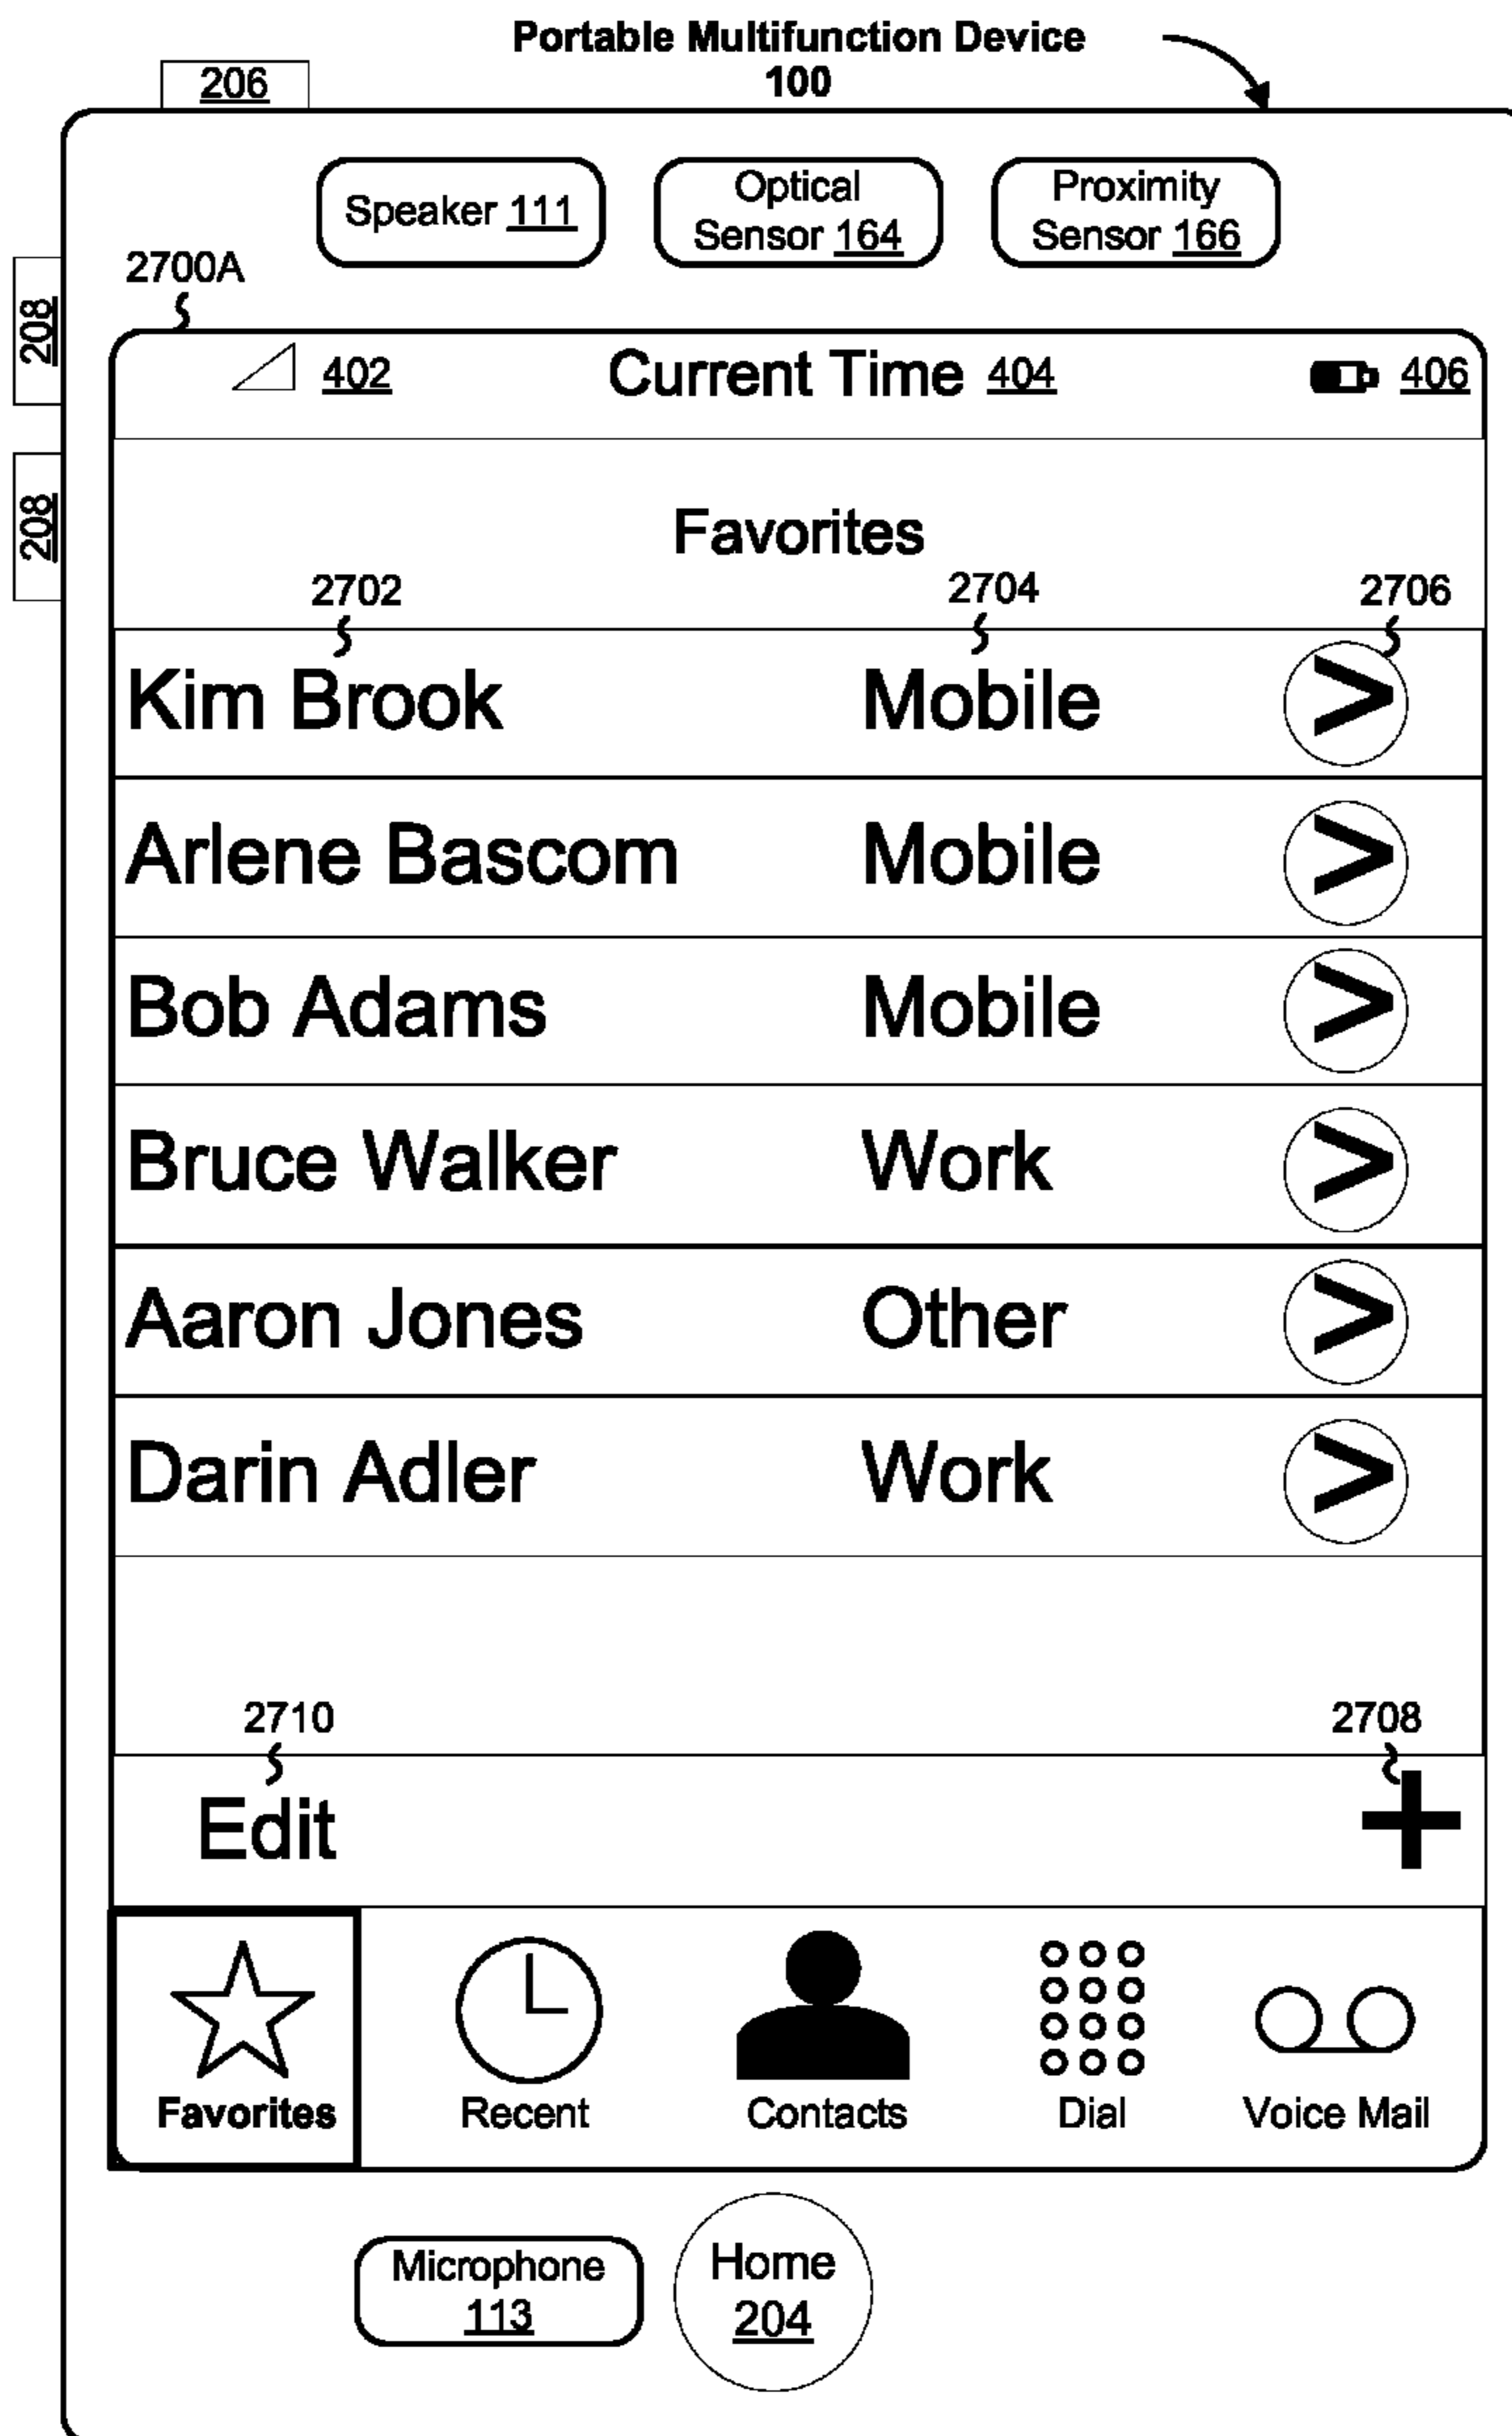 Portable Multifunction Device
100
206
Speaker 111
Optical
Sensor 164
Proximity
Sensor 166
2700A
208
402 Current Time 404 406
208
Favorites
2702 2704 2706
Kim Brook Mobile >
Arlene Bascom Mobile >
Bob Adams Mobile >
Bruce Walker Work >
Aaron Jones Other >
Darin Adler Work >
2710 2708
Edit +
Favorites Recent Contacts Dial Voice Mail
Microphone
113
Home
204